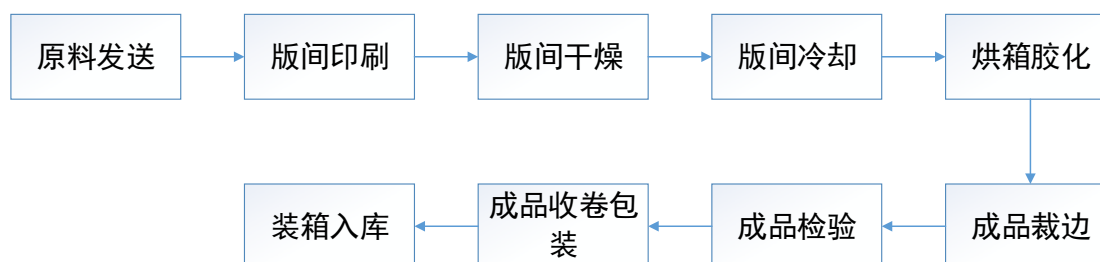 原料发送
版间印刷
版间干燥
版间冷却
烘箱胶化
成品裁边
成品检验
成品收卷包
装
装箱入库